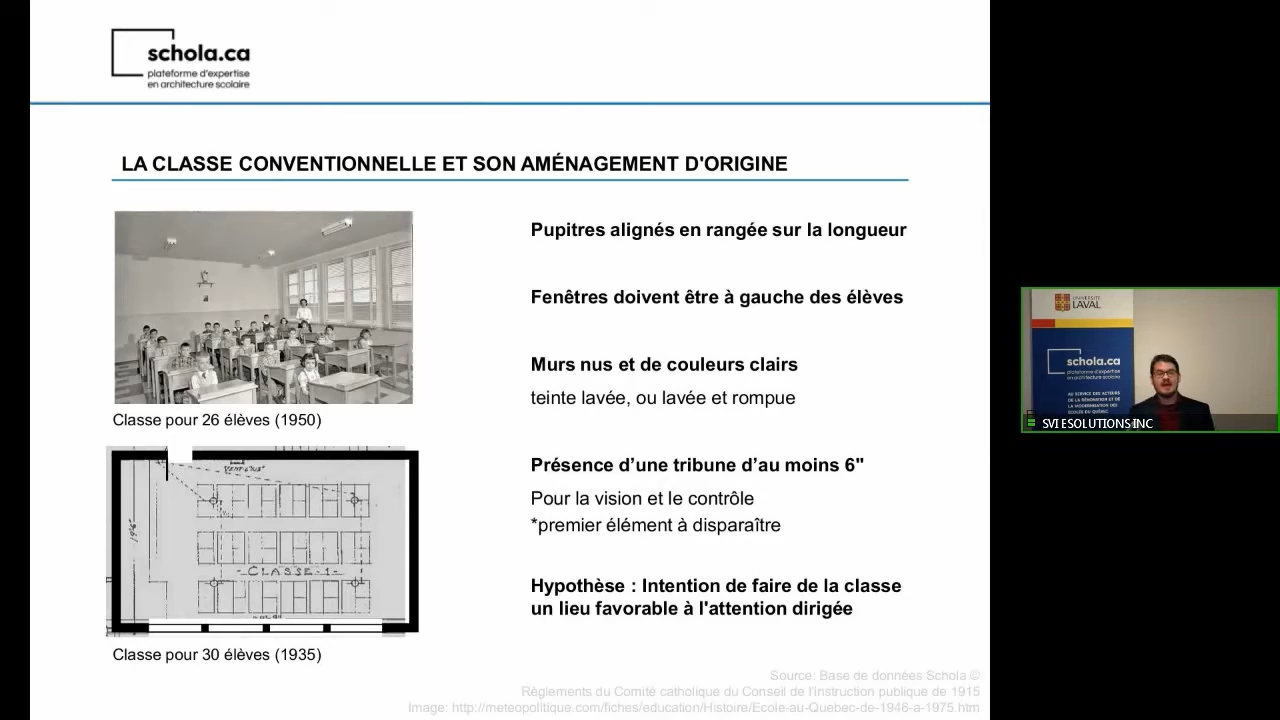 schola.ca
plateforme d'expertise
en architecture scolaire
LA CLASSE CONVENTIONNELLE ET SON AMÉNAGEMENT D'ORIGINE
Pupitres alignés en rangée sur la longueur
Fenêtres doivent être à gauche des élèves
Murs nus et de couleurs clairs
teinte lavée, ou lavée et rompue
Classe pour 26 élèves (1950)
Présence d’une tribune d’au moins 6"
Pour la vision et le contrôle
*premier élément à disparaître
-CLASSE-1-
Hypothèse : Intention de faire de la classe
un lieu favorable à l'attention dirigée
Classe pour 30 élèves (1935)
Source: Base de données Schola ©
Règlements du Comité catholique du Conseil de l'instruction publique de 1915
Image: http://meteopolitique.com/fiches/education/Histoire/Ecole-au-Quebec-de-1946-a-1975.htm
UNIVERSITÉ
LAVAL
schola.ca
plateforme d'expertise
en architecture scolaire
AU SERVICE DES ACTEURS
DE LA RÉNOVATION ET DE
LA MODERNISATION DES
ÉCOLES DU QUÉBEC
SVI ESOLUTIONS INC